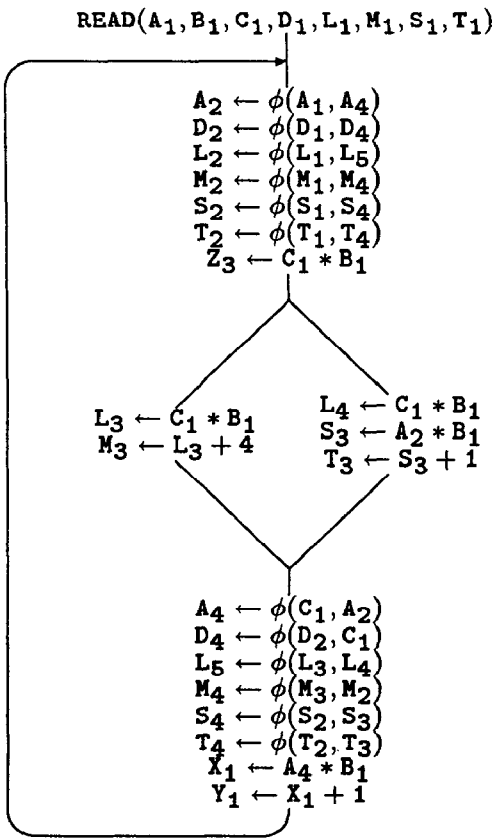 READ(A₁,B₁,C₁,D₁,L₁,M₁,S₁,T₁)
A₂ ← ϕ(A₁,A₄)
D₂ ← ϕ(D₁,D₄)
L₂ ← ϕ(L₁,L₅)
M₂ ← ϕ(M₁,M₄)
S₂ ← ϕ(S₁,S₄)
T₂ ← ϕ(T₁,T₄)
Z₃ ← C₁ * B₁
L₃ ← C₁ * B₁
M₃ ← L₃ + 4
L₄ ← C₁ * B₁
S₃ ← A₂ * B₁
T₃ ← S₃ + 1
A₄ ← ϕ(C₁,A₂)
D₄ ← ϕ(D₂,C₁)
L₅ ← ϕ(L₃,L₄)
M₄ ← ϕ(M₃,M₂)
S₄ ← ϕ(S₂,S₃)
T₄ ← ϕ(T₂,T₃)
X₁ ← A₄ * B₁
Y₁ ← X₁ + 1